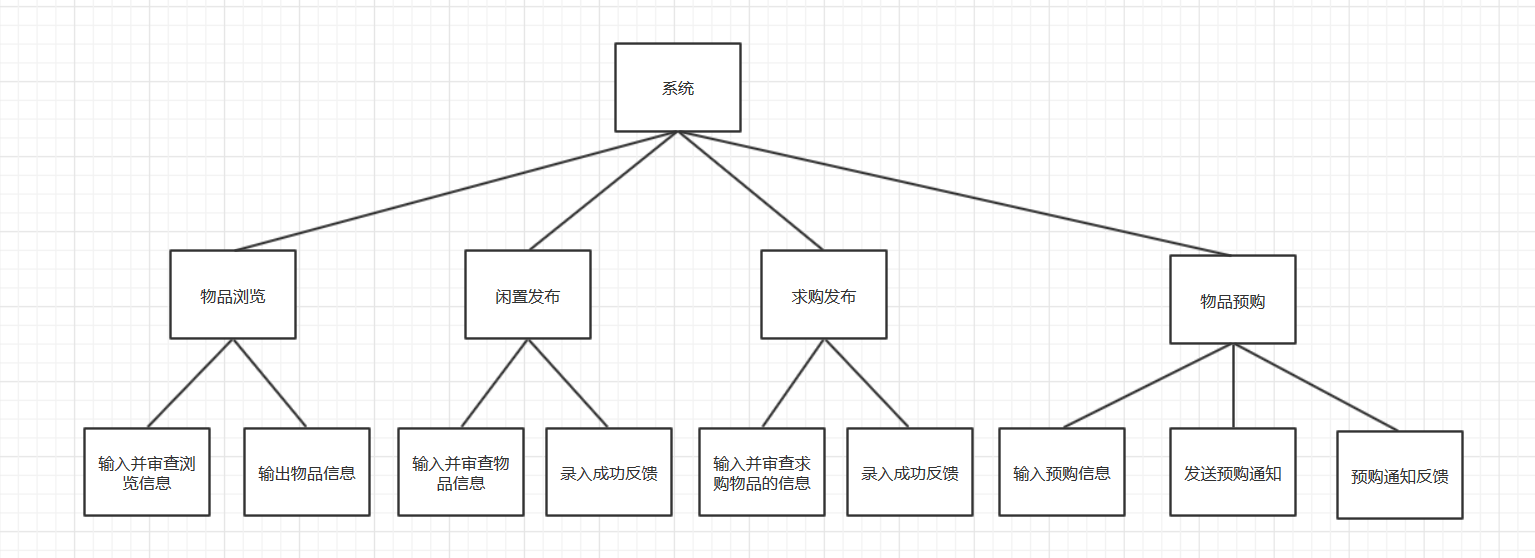 系统
物品浏览
闲置发布
求购发布
物品预购
输入并审查浏
览信息
输出物品信息
输入并审查物
品信息
录入成功反馈
输入并审查求
购物品的信息
录入成功反馈
输入预购信息
发送预购通知
预购通知反馈